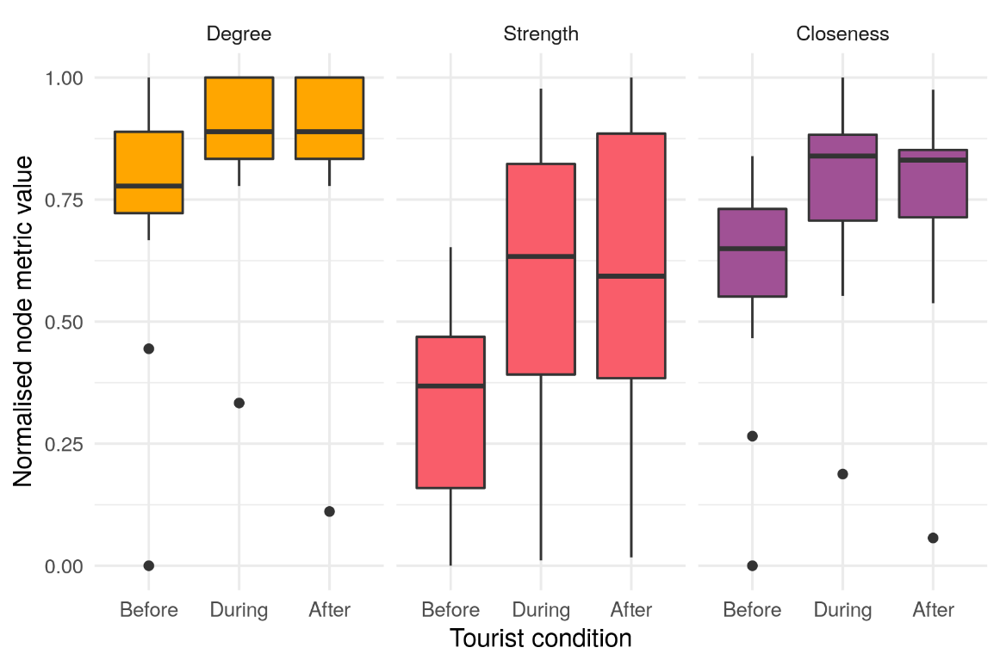 Degree Strength Closeness
Normalised node metric value
1.00
0.75
0.50
0.25
0.00
Before During After Before During After Before During After
Tourist condition